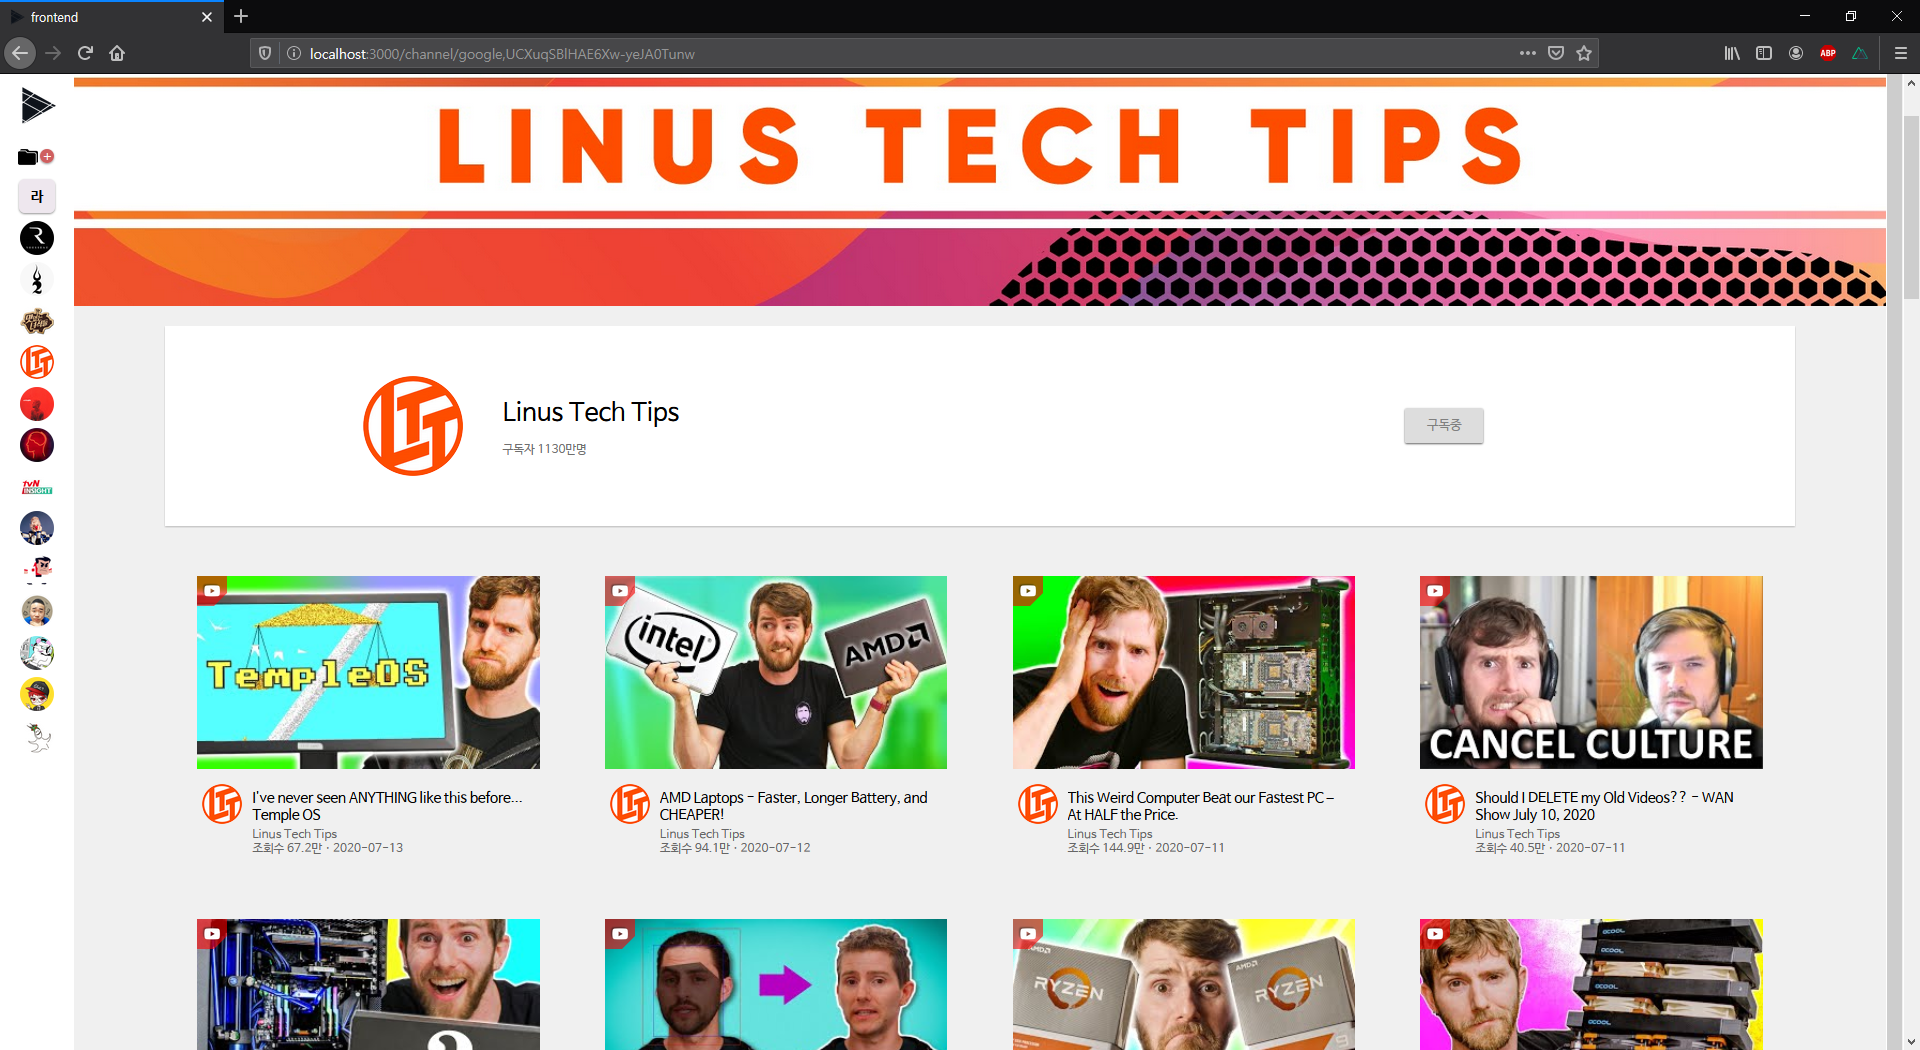 frontend
localhost:3000/channel/google,UCXuqSBlHAE6Xw-yeJA0Tunw
ABP
LINUS TECH TIPS
라
R
tvN
INSIGHT
LTT
Linus Tech Tips
구독자 1130만명
구독중
TempleOS
intel
AMD
CANCEL CULTURE
I've never seen ANYTHING like this before...
Temple OS
Linus Tech Tips
조회수 67.2만 · 2020-07-13
AMD Laptops - Faster, Longer Battery, and
CHEAPER!
Linus Tech Tips
조회수 94.1만 · 2020-07-12
This Weird Computer Beat our Fastest PC –
At HALF the Price.
Linus Tech Tips
조회수 144.9만 · 2020-07-11
Should I DELETE my Old Videos?? - WAN
Show July 10, 2020
Linus Tech Tips
조회수 40.5만 · 2020-07-11
?
AMD
RYZEN
AMD
RYZEN
9